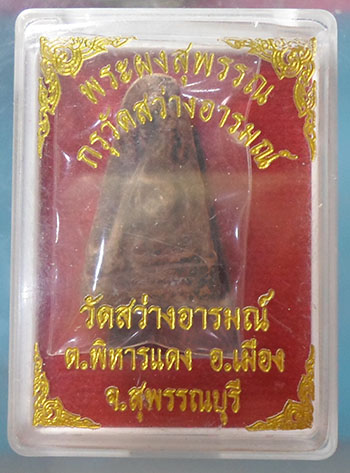 พระผงสุพรรณ
กรุวัดสว่างอารมณ์
วัดสว่างอารมณ์
ต.พิหารแดง อ.เมือง
จ.สุพรรณบุรี